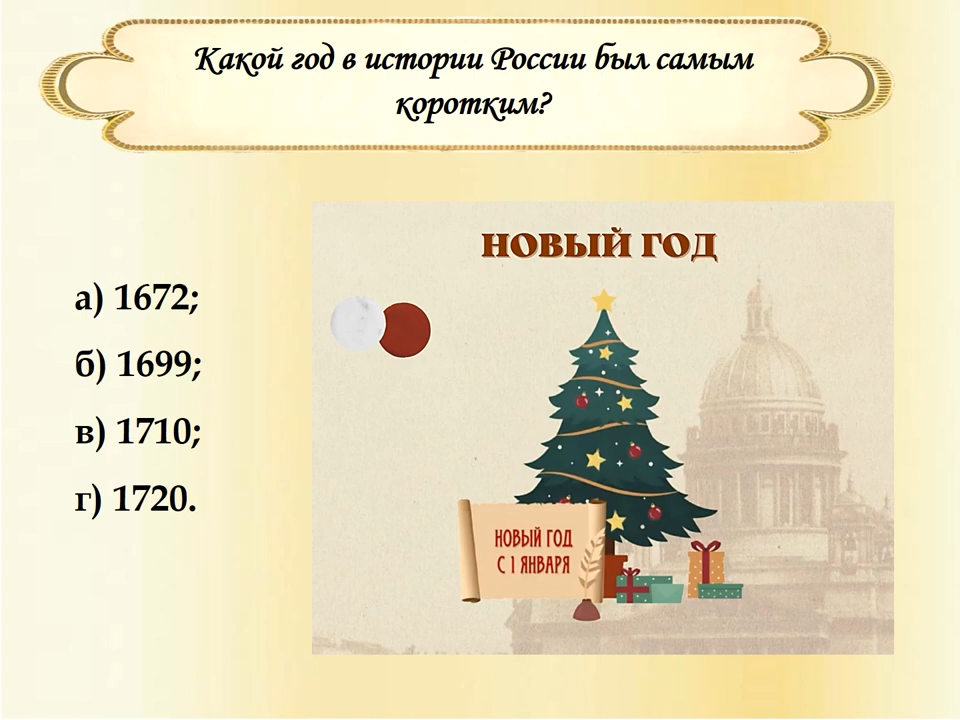 Какой год в истории России был самым
коротким?
НОВЫЙ ГОД
а) 1672;
б) 1699;
в) 1710;
г) 1720.
НОВЫЙ ГОД
С 1 ЯНВАРЯ